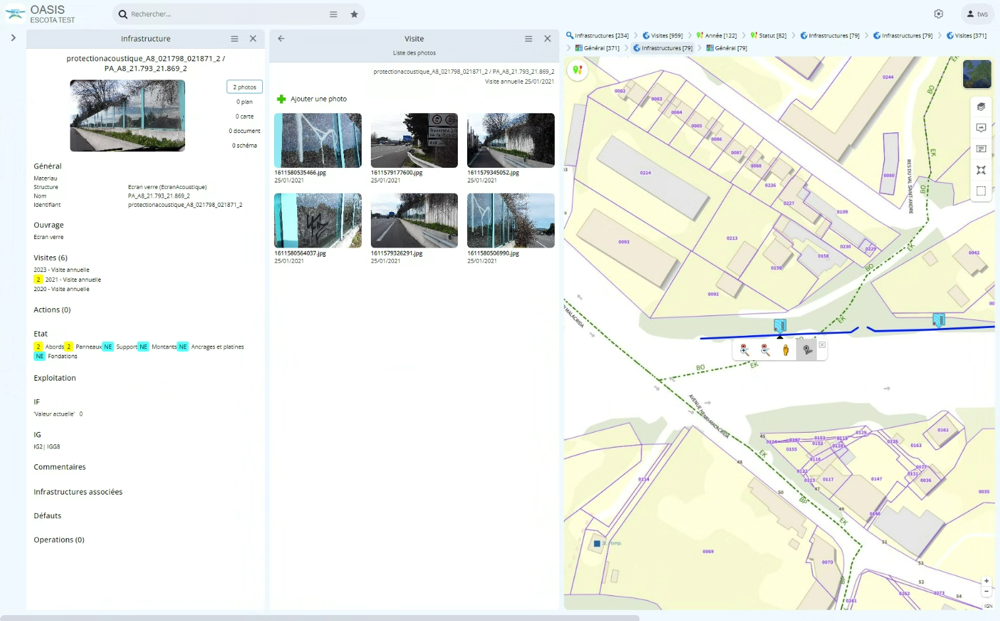 OASIS
ESCOTA TEST
Rechercher...
tws
Infrastructure
protectionacoustique_A8_021798_021871_2 /
PA_A8_21.793_21.869_2
2 photos
0 plan
0 carte
0 document
0 schéma
Général
Materiau
Structure Ecran verre (EcranAcoustique)
Nom PA_A8_21.793_21.869_2
Identifiant protectionacoustique_A8_021798_021871_2
Ouvrage
Ecran verre
Visites (6)
2023 - Visite annuelle
2 2021 - Visite annuelle
2020 - Visite annuelle
Actions (0)
Etat
2 Abords 2 Panneaux NE Support NE Montants NE Ancrages et platines
NE Fondations
Exploitation
IF
'Valeur actuelle' 0
IG
IG2| IGG8
Commentaires
Infrastructures associées
Défauts
Operations (0)
Visite
Liste des photos
protectionacoustique_A8_021798_021871_2 / PA_A8_21.793_21.869_2
Visite annuelle 25/01/2021
Ajouter une photo
1611580535466.jpg
25/01/2021
1611579177600.jpg
25/01/2021
1611579345052.jpg
25/01/2021
1611580564037.jpg
25/01/2021
1611579326291.jpg
25/01/2021
1611580506990.jpg
25/01/2021
Infrastructures [234]
Visites [959]
Année [122]
Statut [82]
Infrastructures [79]
Infrastructures [79]
Visites [371]
Général [371]
Infrastructures [79]
Général [79]
0244
0082
0083
0084
0085
0086
0087
0088
0226
0227
0214
0080
RES DU VAL SAINT-ANDRE
0109
0213
0093
0158
0230
0229
0159
0042
0092
BO
EK
BO
EK
BO
EK
BO
EK
EK
AVENUE HENRI MALACRIDA
45
0124
0157
0153
0119
0129
0152
0155
0128
0126
0163
0162
0116
0122
0123
0117
0147
0127
0131
0036
0035
0114
48
EK
50
47
BP
49
0146
EK
51
St. Pomp.
0069
0070
53
BP
52
54
0261
0262
0273
IGN